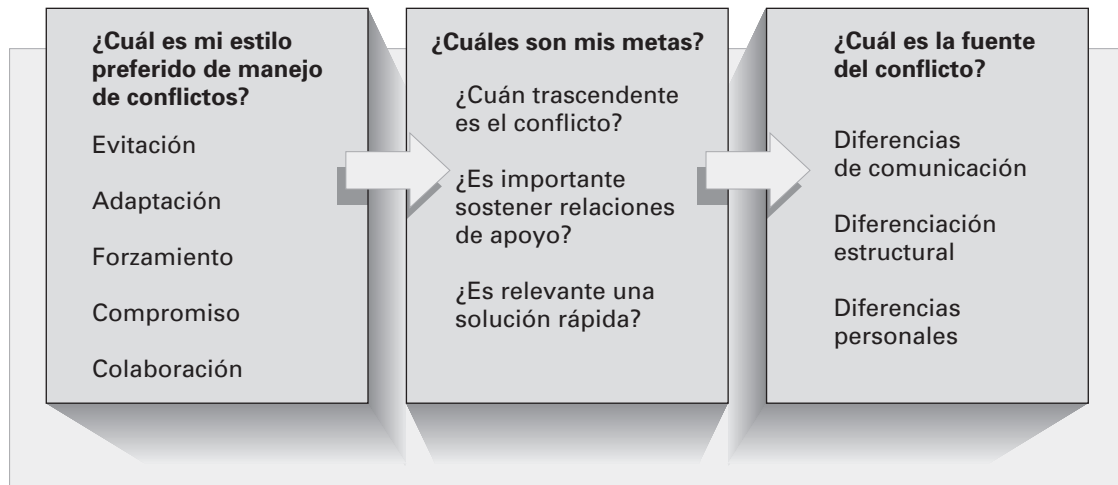 ¿Cuál es mi estilo
preferido de manejo
de conflictos?
Evitación
Adaptación
Forzamiento
Compromiso
Colaboración
¿Cuáles son mis metas?
¿Cuán trascendente
es el conflicto?
¿Es importante
sostener relaciones
de apoyo?
¿Es relevante una
solución rápida?
¿Cuál es la fuente
del conflicto?
Diferencias
de comunicación
Diferenciación
estructural
Diferencias
personales